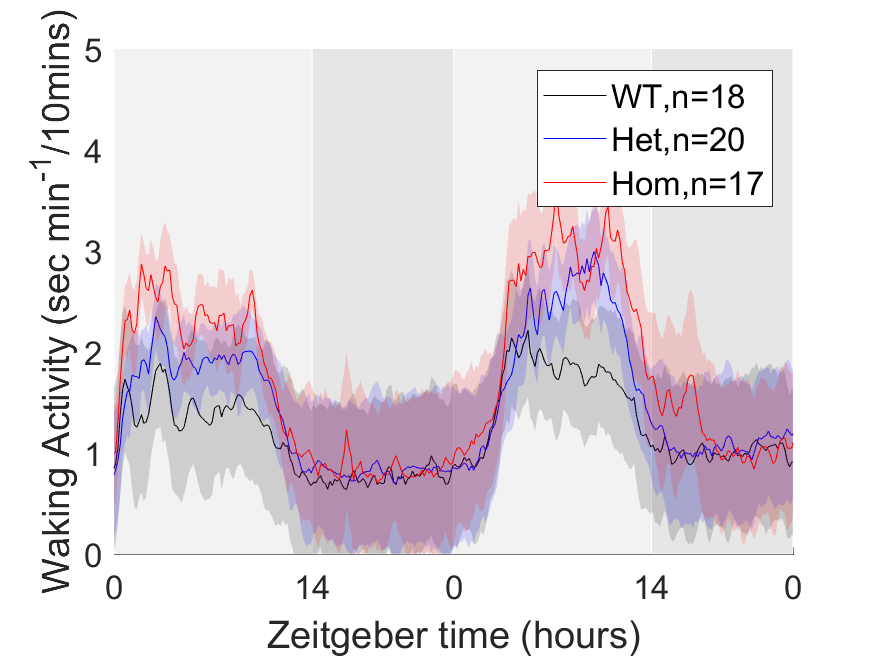 Waking Activity (sec min-1/10mins)
5
4
3
2
1
0
WT,n=18
Het,n=20
Hom,n=17
0 14 0 14 0
Zeitgeber time (hours)